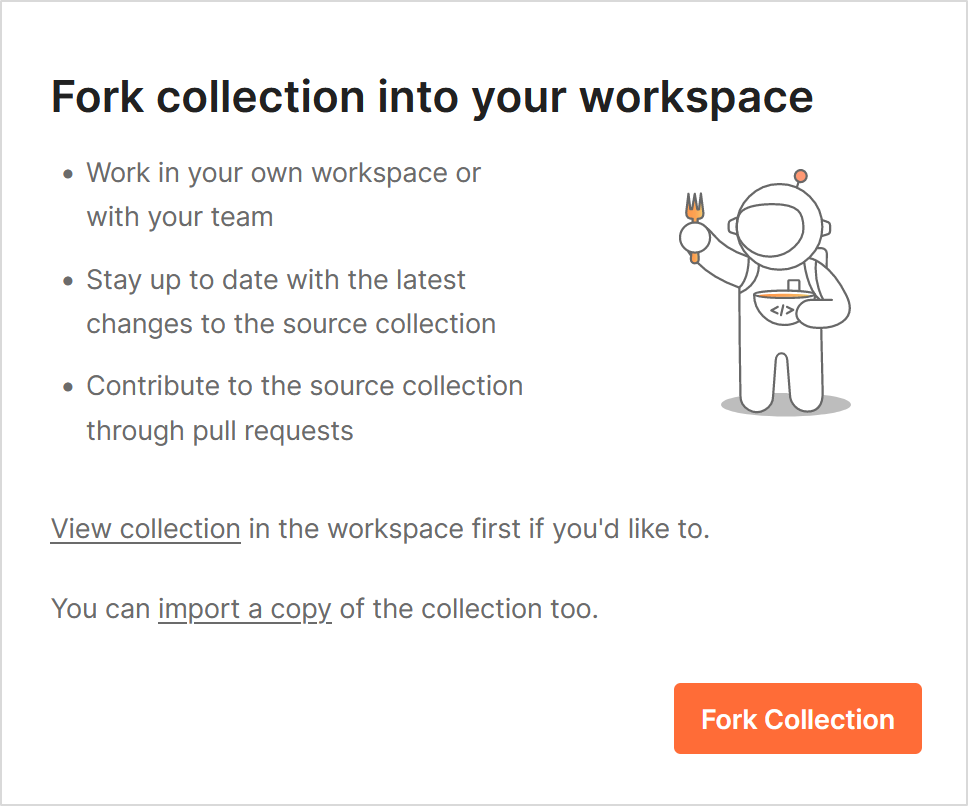 Fork collection into your workspace
• Work in your own workspace or
with your team
• Stay up to date with the latest
changes to the source collection
• Contribute to the source collection
through pull requests
</>
View collection in the workspace first if you'd like to.
You can import a copy of the collection too.
Fork Collection